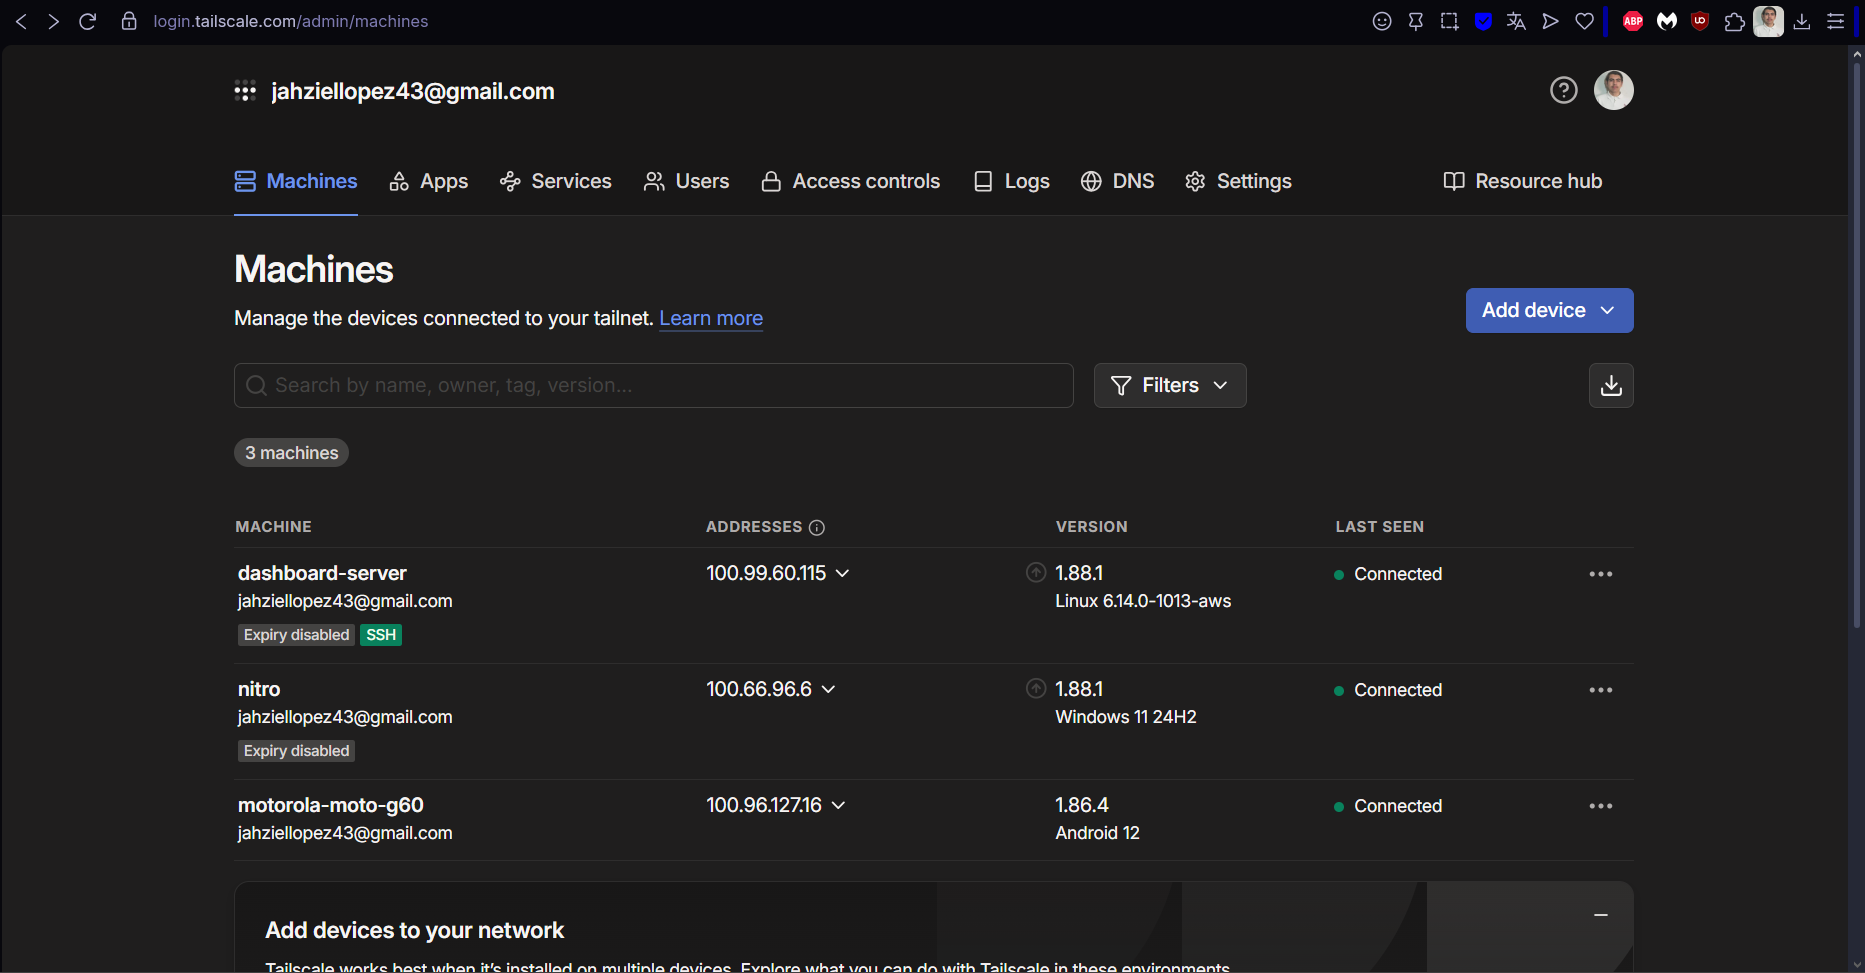 login.tailscale.com/admin/machines
ABP
jahziellopez43@gmail.com
Machines Apps Services Users Access controls Logs DNS Settings Resource hub
Machines
Manage the devices connected to your tailnet. Learn more
Add device
Search by name, owner, tag, version...
Filters
3 machines
MACHINE ADDRESSES VERSION LAST SEEN
dashboard-server 100.99.60.115 1.88.1 Connected
jahziellopez43@gmail.com Linux 6.14.0-1013-aws
Expiry disabled SSH
nitro 100.66.96.6 1.88.1 Connected
jahziellopez43@gmail.com Windows 11 24H2
Expiry disabled
motorola-moto-g60 100.96.127.16 1.86.4 Connected
jahziellopez43@gmail.com Android 12
Add devices to your network
Tailscale works best when it's installed on multiple devices. Explore what you can do with Tailscale in these environments